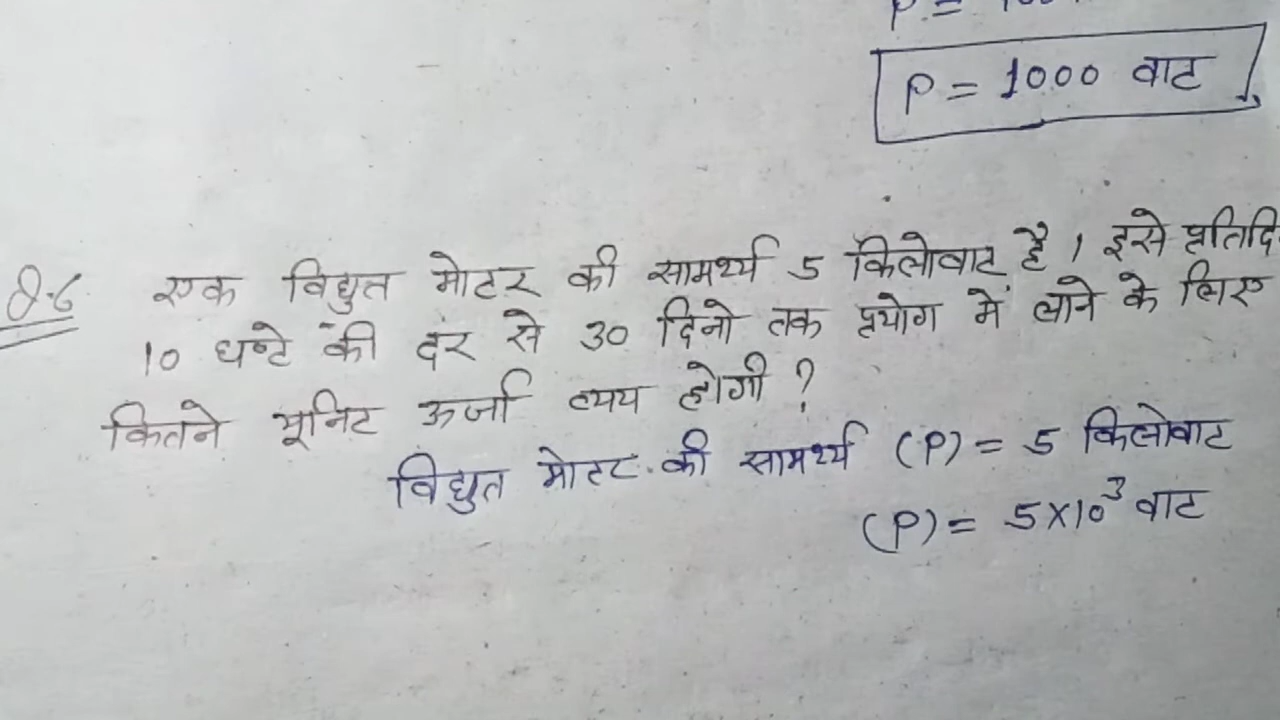 P = 100
P = 1000 वाट
Q.6 एक विद्युत मोटर की सामर्थ्य 5 किलोवाट है, इसे प्रतिदि
10 घण्टे की दर से 30 दिनो तक प्रयोग में लाने के लिए
कितने यूनिट ऊर्जा व्यय होगी ?
विद्युत मोटर की सामर्थ्य (P) = 5 किलोवाट
(P) = 5×10³ वाट